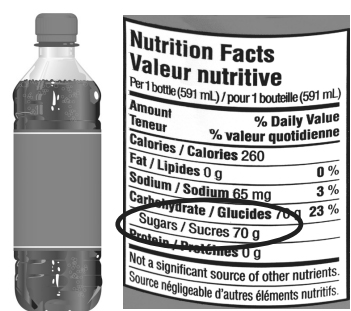 Nutrition Facts
Valeur nutritive
Per 1 bottle (591 mL) / pour 1 bouteille (591 mL)
Amount % Daily Value
Teneur % valeur quotidienne
Calories / Calories 260
Fat / Lipides 0 g 0 %
Sodium / Sodium 65 mg 3 %
Carbohydrate / Glucides 70 g 23 %
Sugars / Sucres 70 g
Protein / Protéines 0 g
Not a significant source of other nutrients.
Source négligeable d'autres éléments nutritifs.